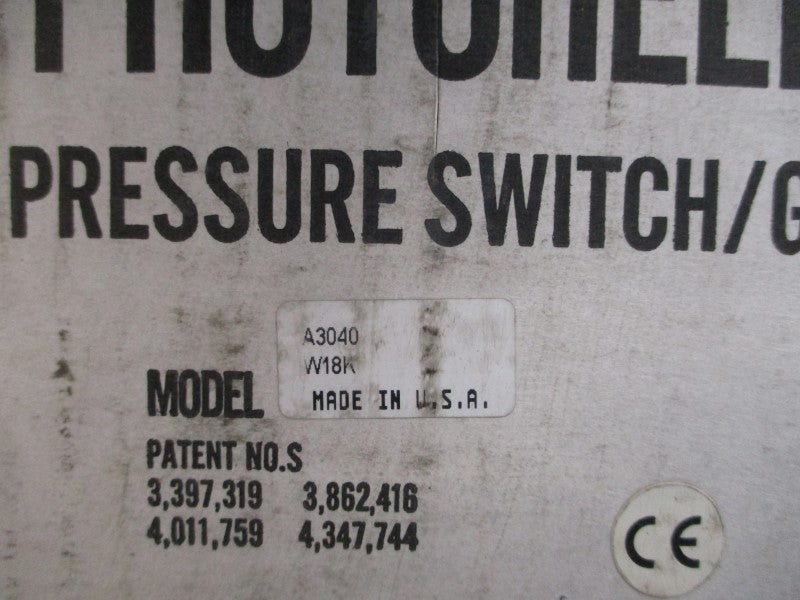 PHOTOHEL
PRESSURE SWITCH/G
A3040
W18K
MODEL MADE IN U.S.A.
PATENT NO.S
3,397,319 3,862,416
4,011,759 4,347,744
CE